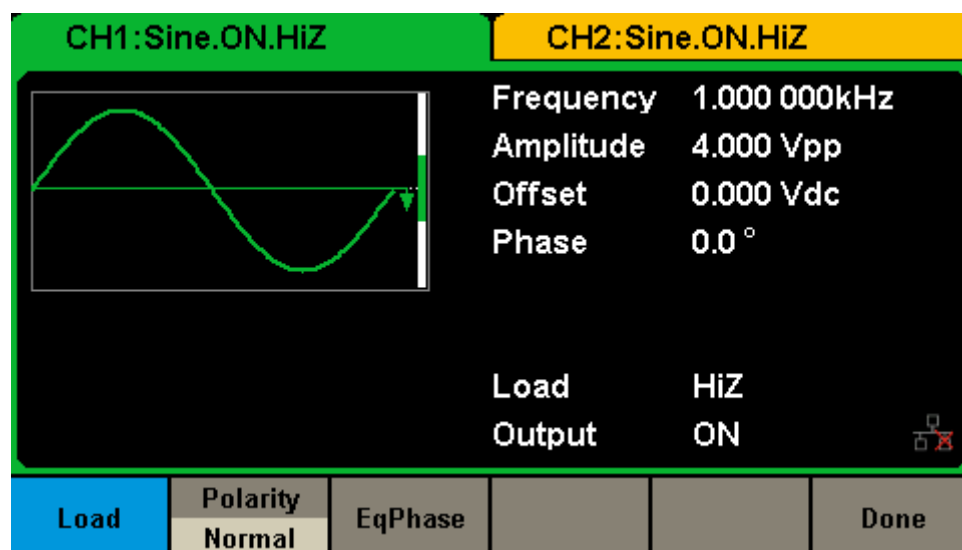 CH1:Sine.ON.HiZ
CH2:Sine.ON.HiZ
Frequency 1.000 000kHz
Amplitude 4.000 Vpp
Offset 0.000 Vdc
Phase 0.0 °
Load HiZ
Output ON
Load
Polarity
Normal
EqPhase
Done